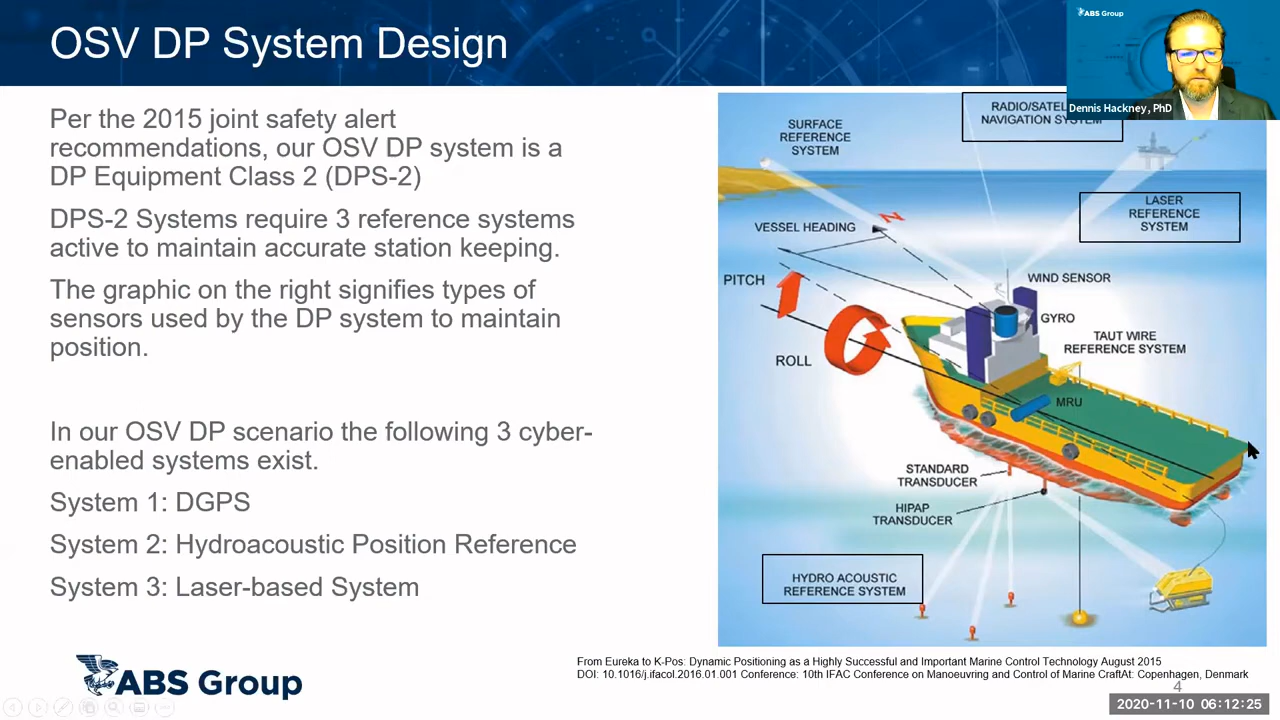 OSV DP System Design
ABS Group
Dennis Hackney, PhD
Per the 2015 joint safety alert
recommendations, our OSV DP system is a
DP Equipment Class 2 (DPS-2)
DPS-2 Systems require 3 reference systems
active to maintain accurate station keeping.
The graphic on the right signifies types of
sensors used by the DP system to maintain
position.
In our OSV DP scenario the following 3 cyber-
enabled systems exist.
System 1: DGPS
System 2: Hydroacoustic Position Reference
System 3: Laser-based System
SURFACE
REFERENCE
SYSTEM
NAVIGATION SYSTEM
LASER
REFERENCE
SYSTEM
VESSEL HEADING
N
PITCH
WIND SENSOR
GYRO
TAUT WIRE
REFERENCE SYSTEM
ROLL
MRU
STANDARD
TRANSDUCER
HIPAP
TRANSDUCER
HYDRO ACOUSTIC
REFERENCE SYSTEM
ABS Group
From Eureka to K-Pos: Dynamic Positioning as a Highly Successful and Important Marine Control Technology August 2015
DOI: 10.1016/j.ifacol.2016.01.001 Conference: 10th IFAC Conference on Manoeuvring and Control of Marine CraftAt: Copenhagen, Denmark
4
2020-11-10 06:12:25